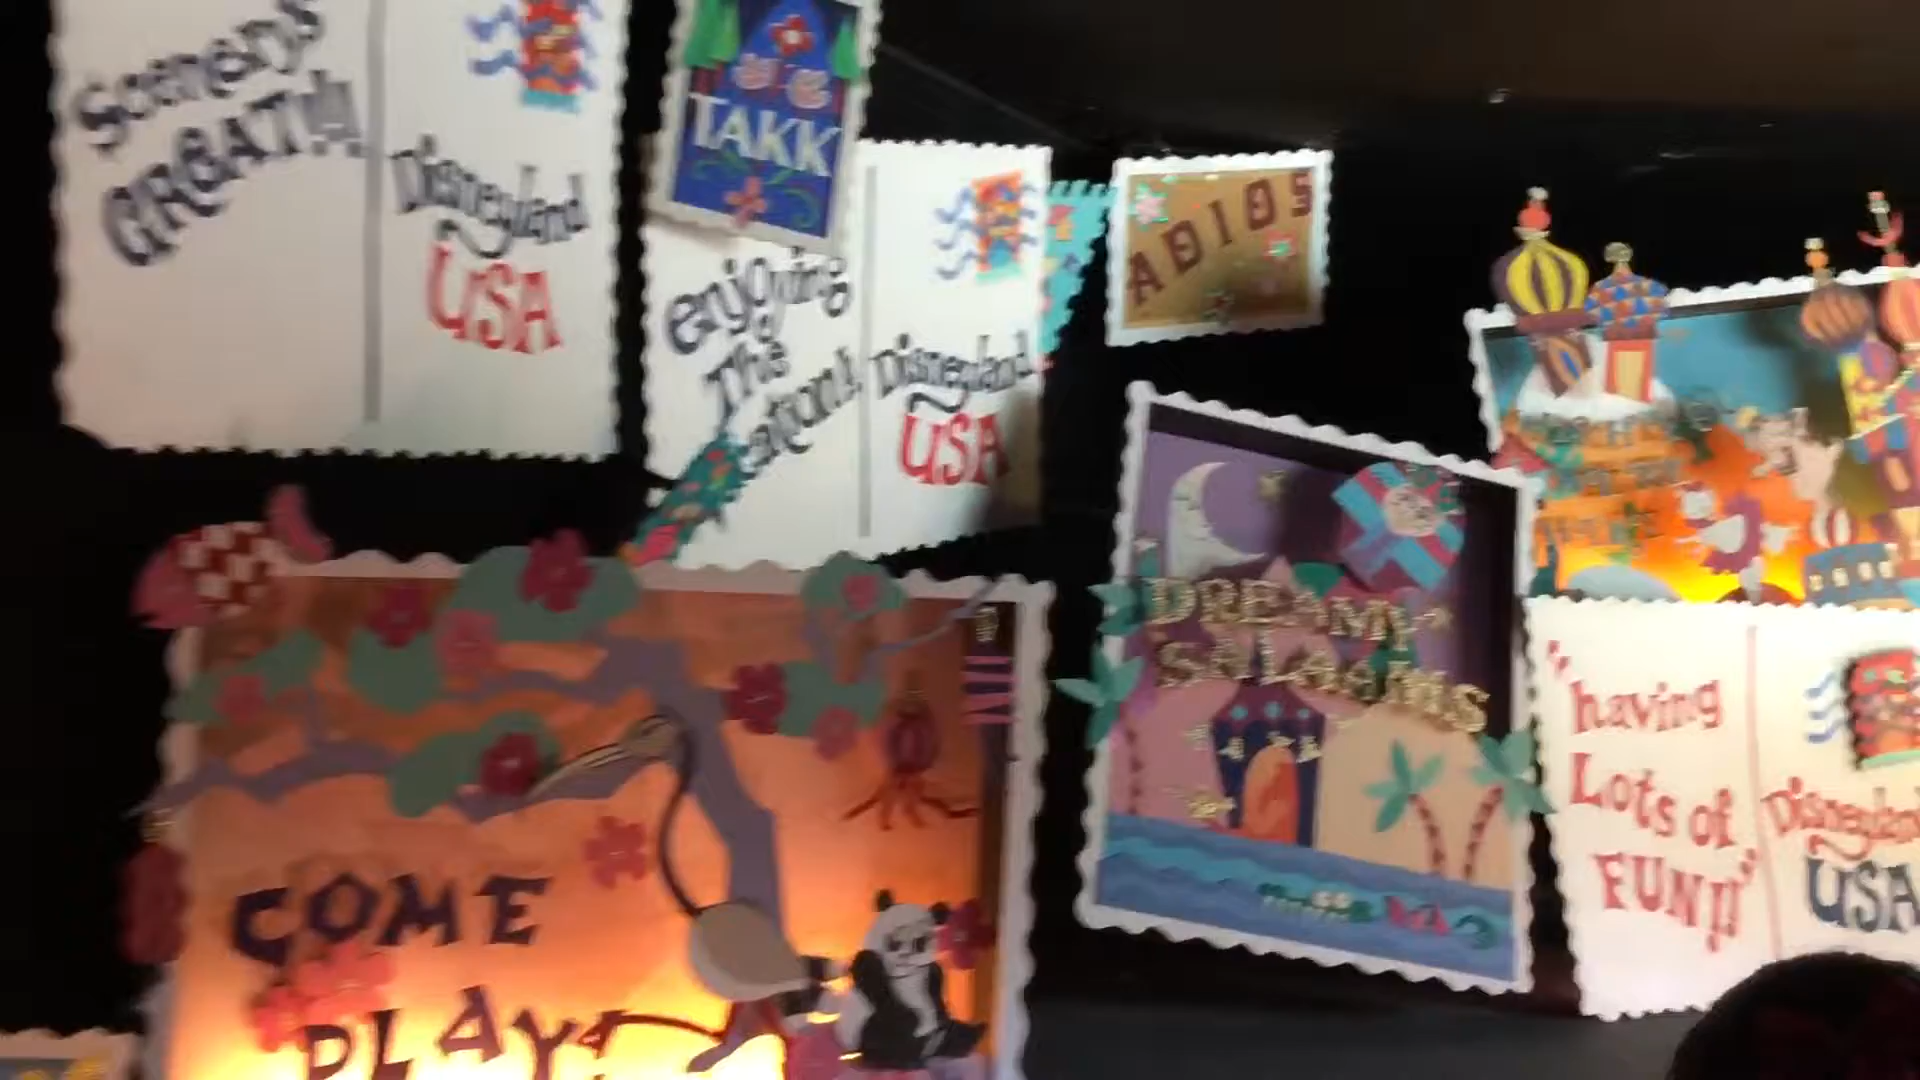 Scenery's
GREAT!!!
Disneyland
USA
TAKK
enjoying
The
Disneyland
USA
ADIOS
COME
PLAY
DREAMY
SALAAMS
"having
Lots of
FUN!!"
Disneyland
USA